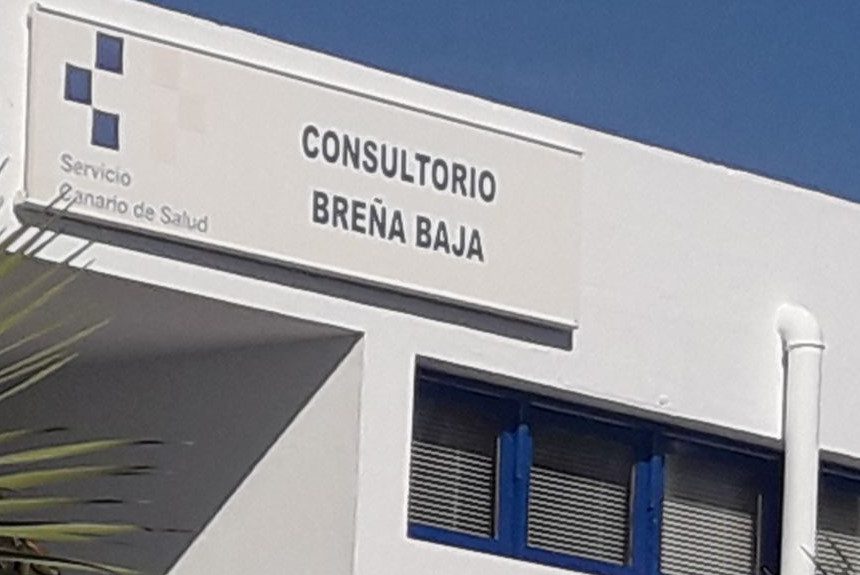 Servicio
Canario de Salud
CONSULTORIO
BREÑA BAJA